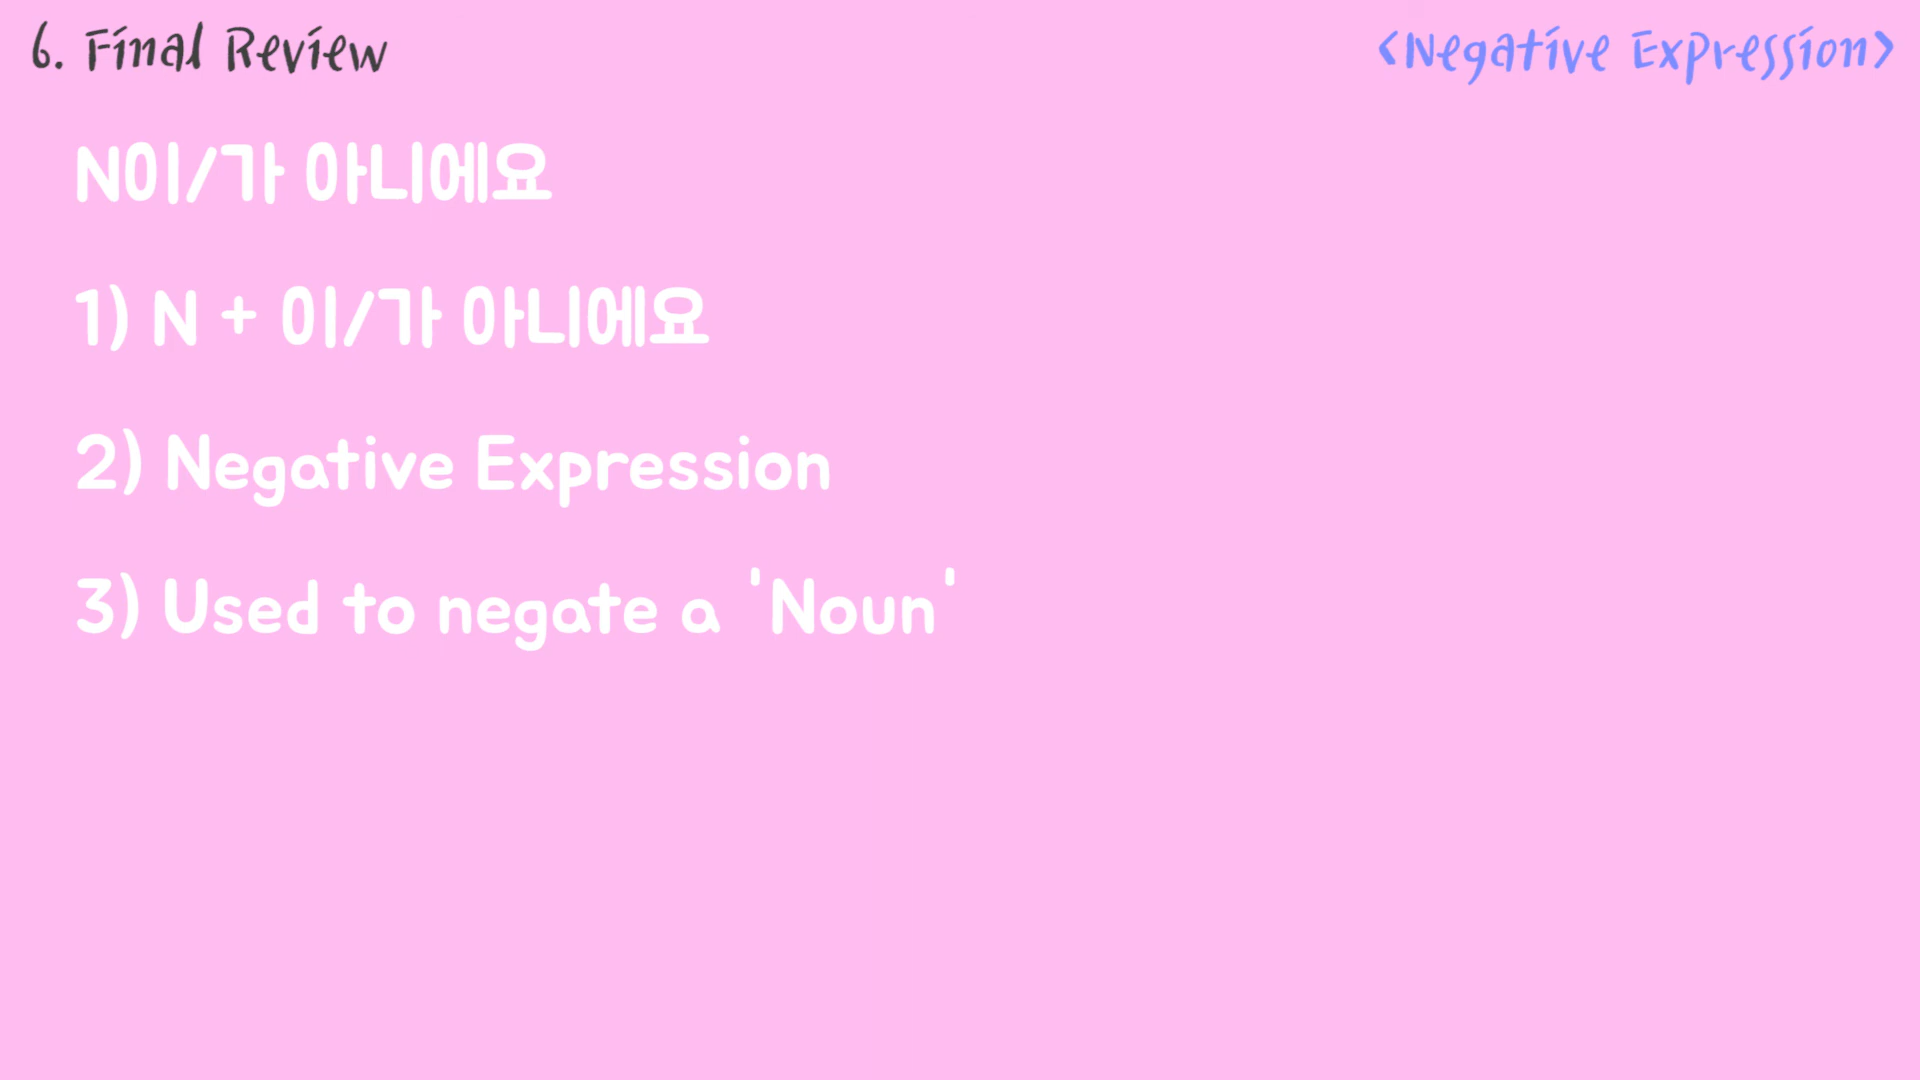 6. Final Review
<Negative Expression>
N이/가 아니에요
1) N + 이/가 아니에요
2) Negative Expression
3) Used to negate a 'Noun'